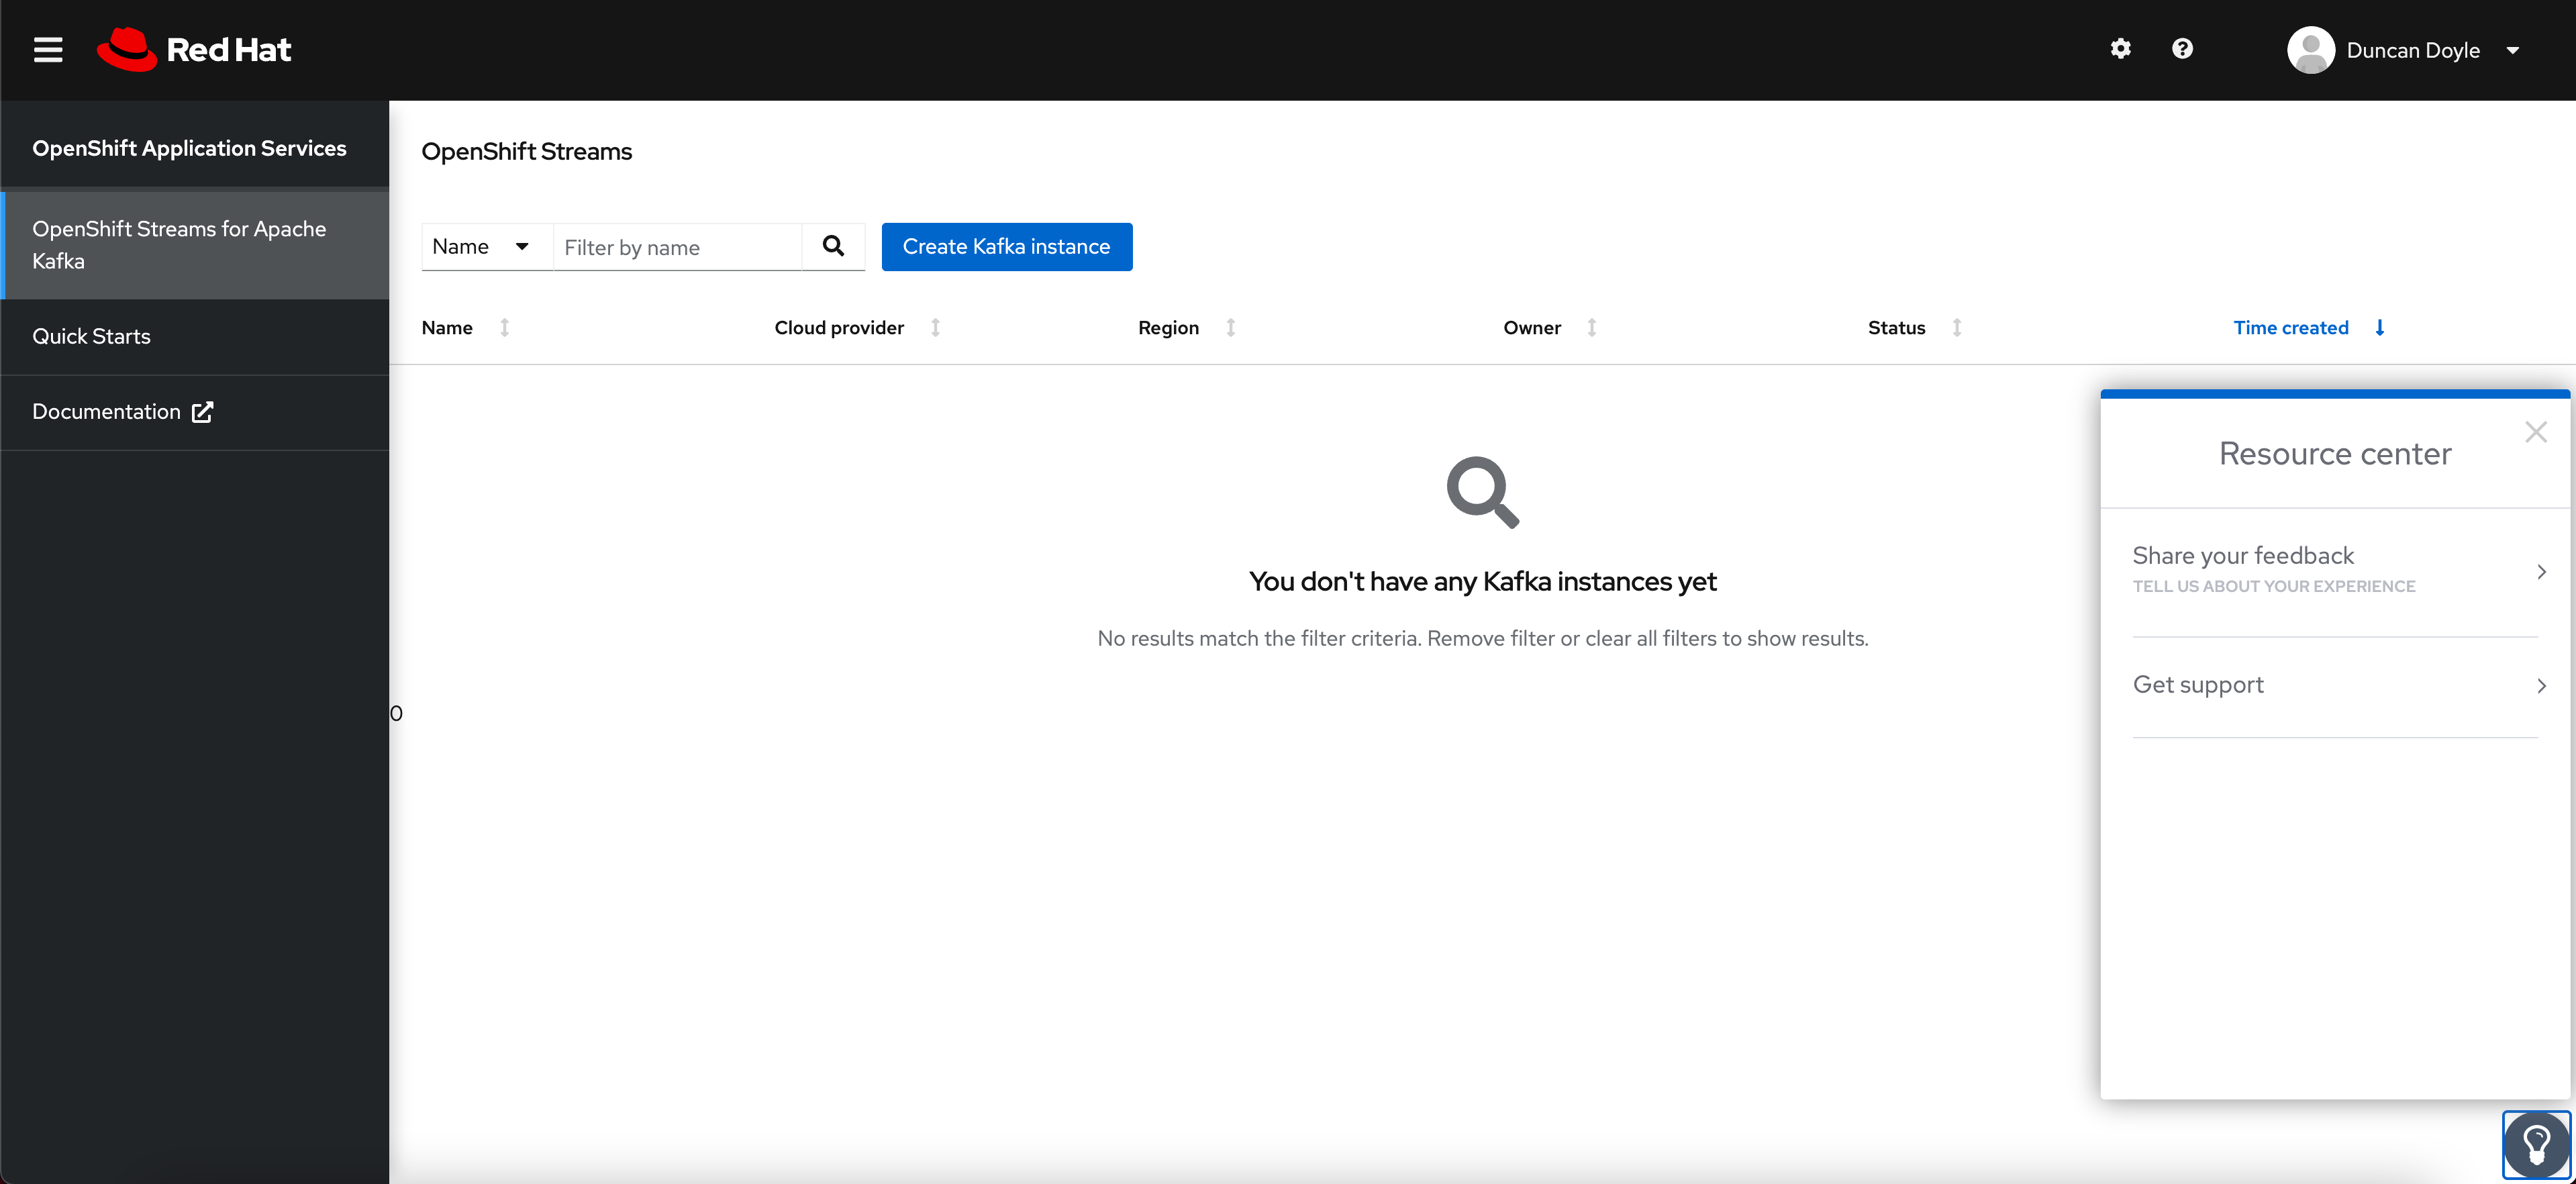 Red Hat
Duncan Doyle
OpenShift Application Services
OpenShift Streams for Apache
Kafka
Quick Starts
Documentation
OpenShift Streams
Name
Filter by name
Create Kafka instance
Name
Cloud provider
Region
Owner
Status
Time created
You don't have any Kafka instances yet
No results match the filter criteria. Remove filter or clear all filters to show results.
0
Resource center
Share your feedback
TELL US ABOUT YOUR EXPERIENCE
Get support